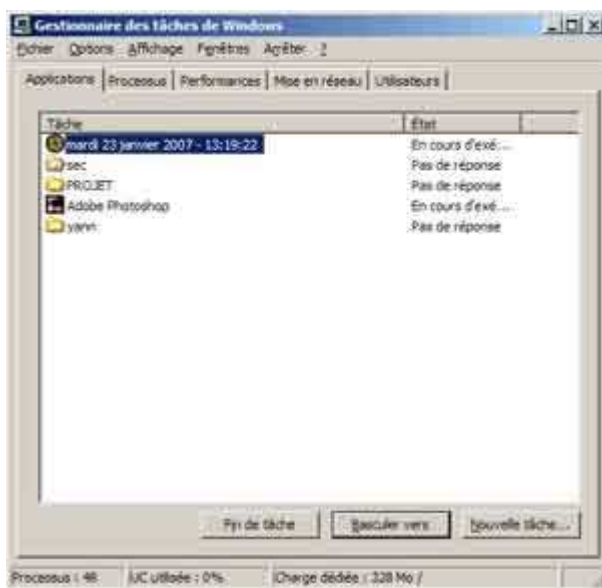 Gestionnaire des tâches de Windows
Fichier Options Affichage Fenêtres Arrêter ?
Applications Processus Performances Mise en réseau Utilisateurs
Tâche État
mardi 23 janvier 2007 - 13:19:22 En cours d'exé...
sec Pas de réponse
PROJET Pas de réponse
Adobe Photoshop En cours d'exé...
yann Pas de réponse
Fin de tâche Basculer vers Nouvelle tâche...
Processus : 48 UC utilisée : 0% Charge dédiée : 328 Mo /